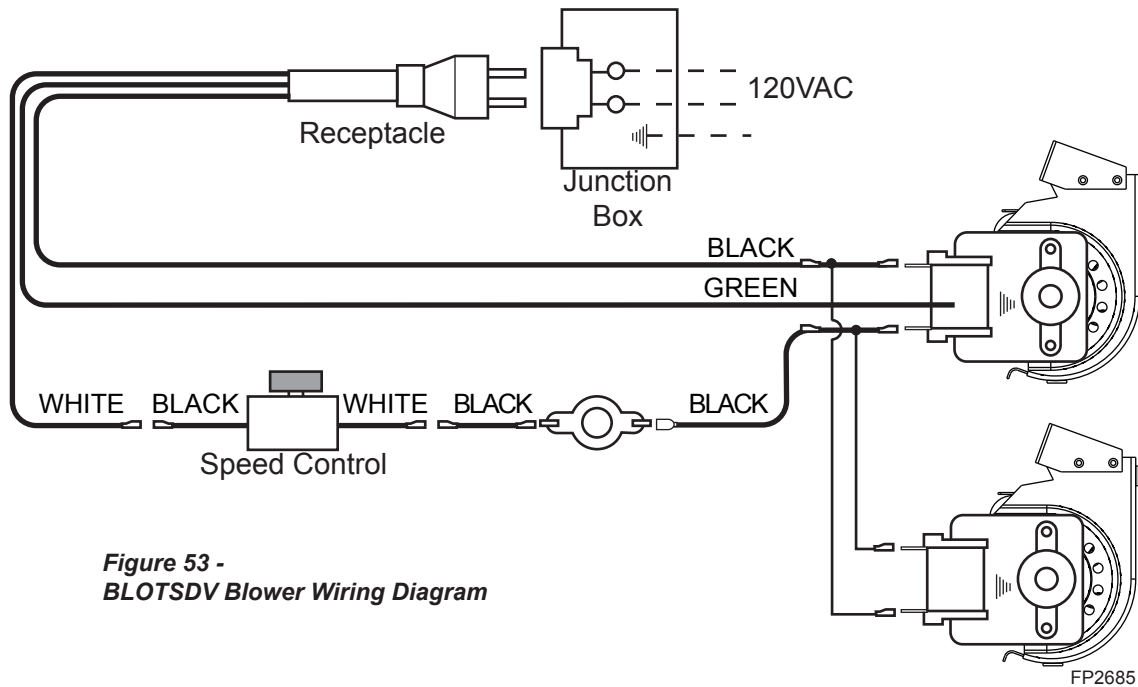 120VAC
Receptacle
Junction
Box
BLACK
GREEN
WHITE BLACK WHITE BLACK BLACK
Speed Control
Figure 53 -
BLOTSDV Blower Wiring Diagram
FP2685